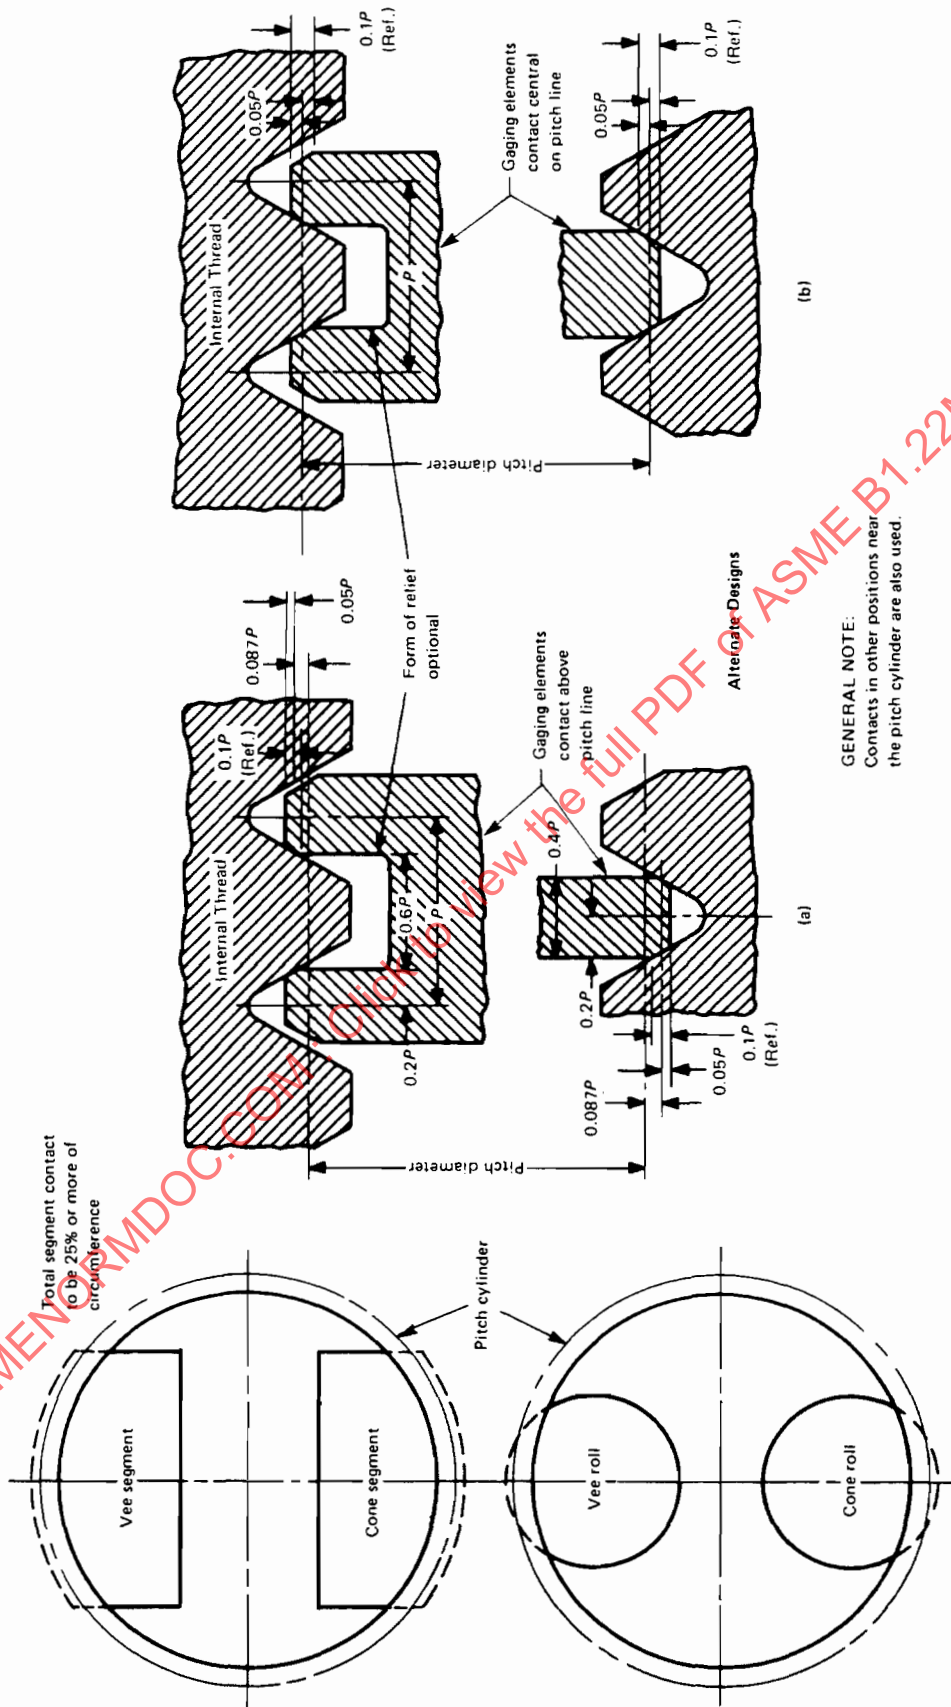 Total segment contact
to be 25% or more of
circumference
Vee segment
Cone segment
Pitch cylinder
Vee roll
Cone roll
Internal Thread
0.1P
(Ref.)
0.087P
0.05P
0.6P
P
0.2P
Pitch diameter
Form of relief
optional
Gaging elements
contact above
pitch line
0.4P
0.2P
0.087P
0.05P
0.1P
(Ref.)
(a)
Internal Thread
0.05P
0.1P
(Ref.)
P
Pitch diameter
Gaging elements
contact central
on pitch line
0.05P
0.1P
(Ref.)
(b)
Alternate Designs
GENERAL NOTE:
Contacts in other positions near
the pitch cylinder are also used.
MENORMDOC.COM : Click to view the full PDF of ASME B1.22